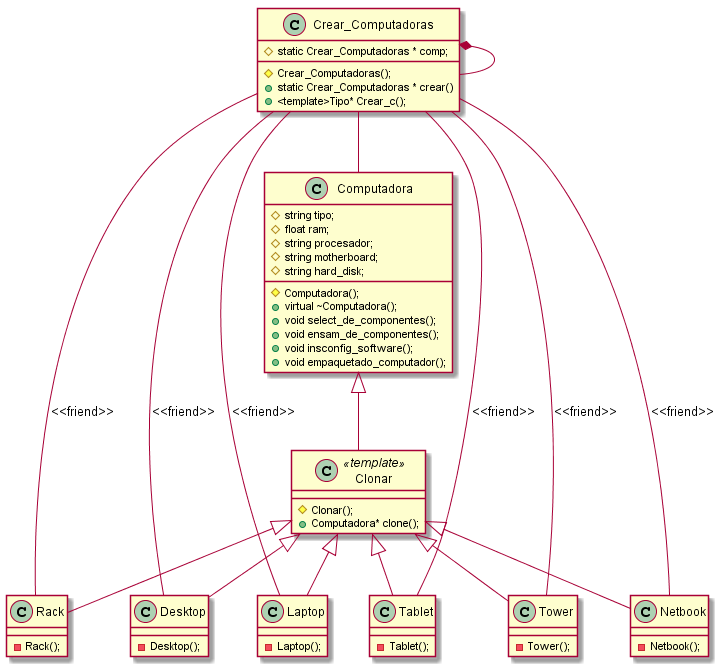 C Crear_Computadoras
static Crear_Computadoras * comp;
Crear_Computadoras();
static Crear_Computadoras * crear()
<template>Tipo* Crear_c();
C Computadora
string tipo;
float ram;
string procesador;
string motherboard;
string hard_disk;
Computadora();
virtual ~Computadora();
void select_de_componentes();
void ensam_de_componentes();
void insconfig_software();
void empaquetado_computador();
<<friend>> <<friend>> <<friend>> <<friend>> <<friend>> <<friend>>
«template»
C Clonar
Clonar();
Computadora* clone();
C Rack C Desktop C Laptop C Tablet C Tower C Netbook
Rack(); Desktop(); Laptop(); Tablet(); Tower(); Netbook();